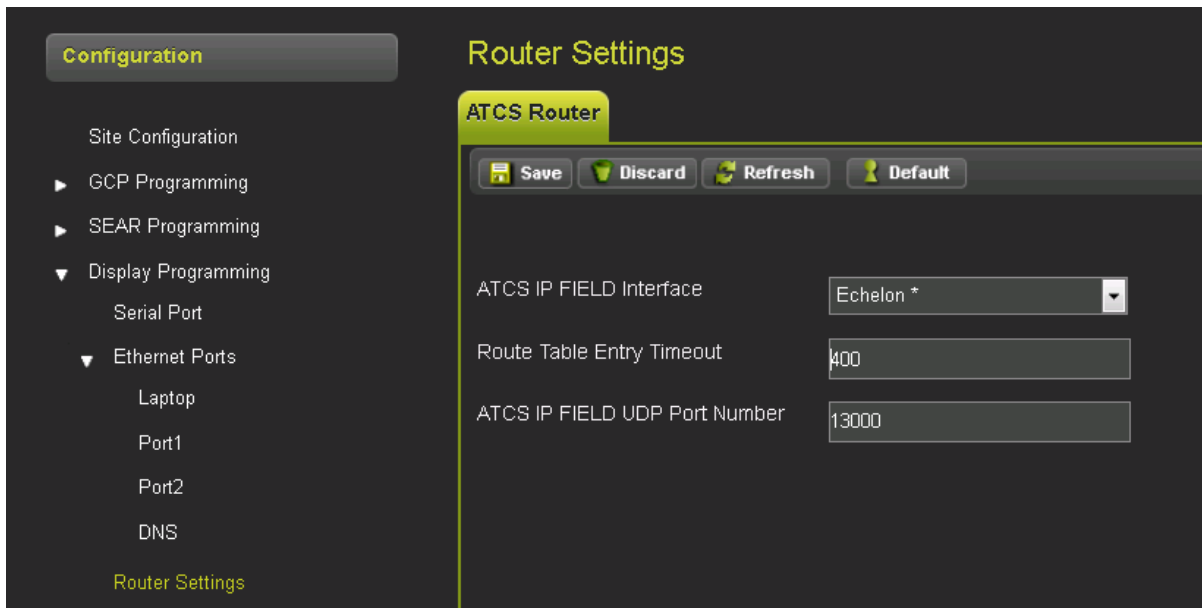 Configuration
Site Configuration
GCP Programming
SEAR Programming
Display Programming
Serial Port
Ethernet Ports
Laptop
Port1
Port2
DNS
Router Settings
Router Settings
ATCS Router
Save Discard Refresh Default
ATCS IP FIELD Interface Echelon *
Route Table Entry Timeout 400
ATCS IP FIELD UDP Port Number 13000